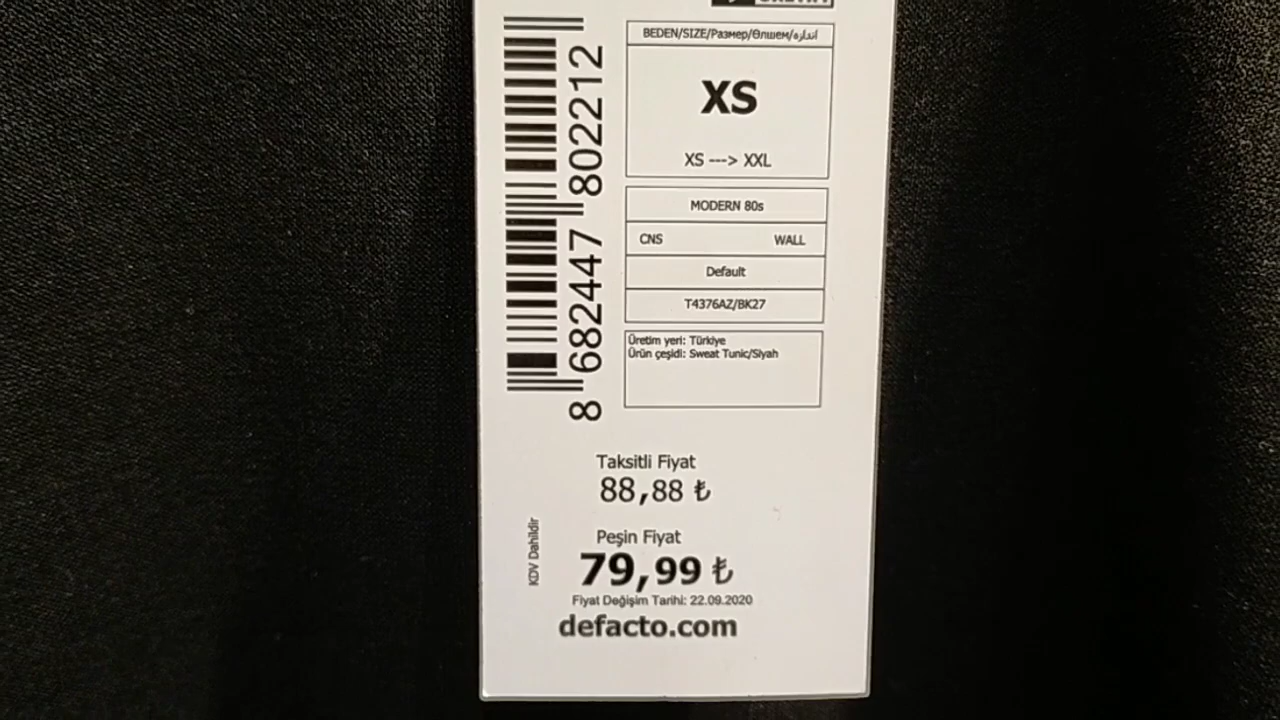 BEDEN/SIZE/Размер/Өлшем/اندازه
XS
XS ---> XXL
MODERN 80s
CNS WALL
Default
T4376AZ/BK27
Üretim yeri: Türkiye
Ürün çeşidi: Sweat Tunic/Siyah
8 682447 802212
Taksitli Fiyat
88,88 ₺
KDV Dahildir
Peşin Fiyat
79,99 ₺
Fiyat Değişim Tarihi: 22.09.2020
defacto.com